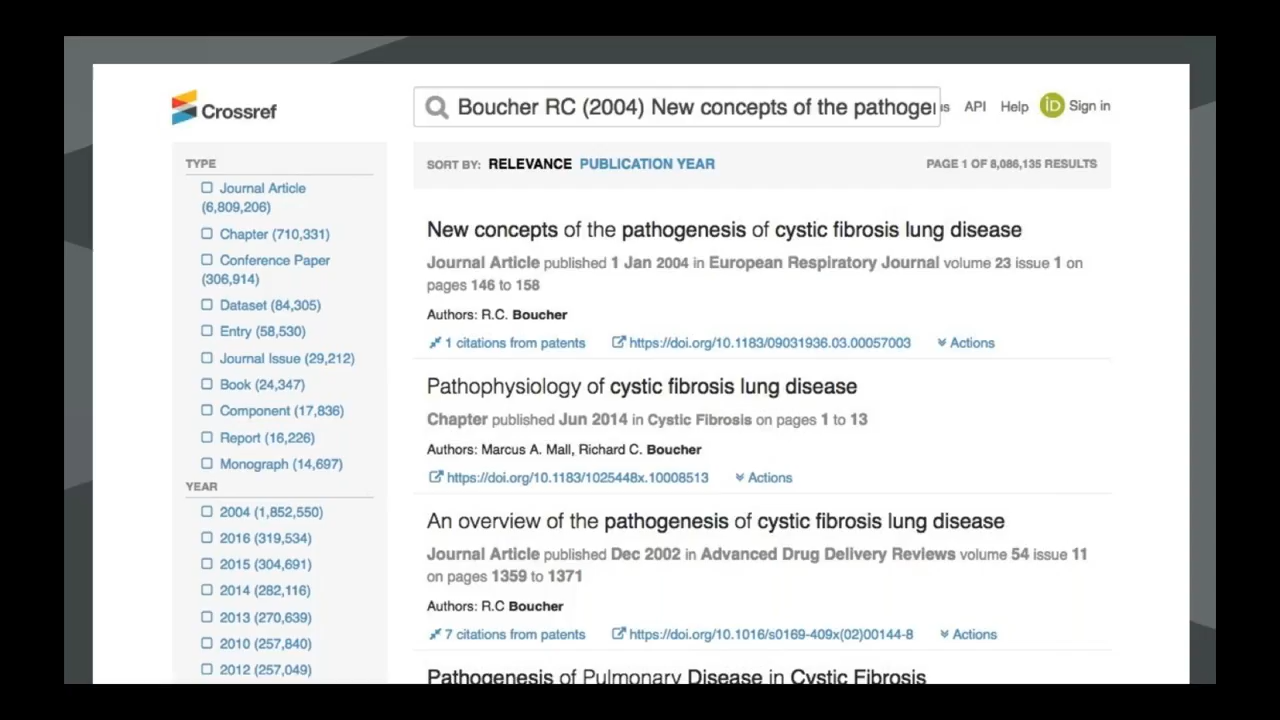 Crossref
Boucher RC (2004) New concepts of the pathoge
API Help iD Sign in
TYPE
Journal Article
(6,809,206)
Chapter (710,331)
Conference Paper
(306,914)
Dataset (84,305)
Entry (58,530)
Journal Issue (29,212)
Book (24,347)
Component (17,836)
Report (16,226)
Monograph (14,697)
YEAR
2004 (1,852,550)
2016 (319,534)
2015 (304,691)
2014 (282,116)
2013 (270,639)
2010 (257,840)
2012 (257,049)
SORT BY: RELEVANCE PUBLICATION YEAR
PAGE 1 OF 8,086,135 RESULTS
New concepts of the pathogenesis of cystic fibrosis lung disease
Journal Article published 1 Jan 2004 in European Respiratory Journal volume 23 issue 1 on
pages 146 to 158
Authors: R.C. Boucher
1 citations from patents https://doi.org/10.1183/09031936.03.00057003 Actions
Pathophysiology of cystic fibrosis lung disease
Chapter published Jun 2014 in Cystic Fibrosis on pages 1 to 13
Authors: Marcus A. Mall, Richard C. Boucher
https://doi.org/10.1183/1025448x.10008513 Actions
An overview of the pathogenesis of cystic fibrosis lung disease
Journal Article published Dec 2002 in Advanced Drug Delivery Reviews volume 54 issue 11
on pages 1359 to 1371
Authors: R.C Boucher
7 citations from patents https://doi.org/10.1016/s0169-409x(02)00144-8 Actions
Pathogenesis of Pulmonary Disease in Cystic Fibrosis